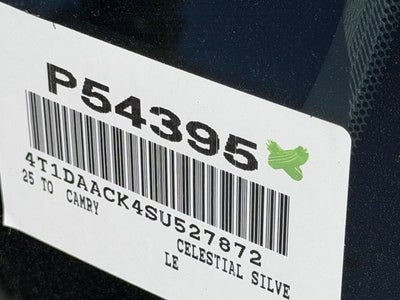 P54395
4T1DAACK4SU527872
25 TO CAMRY
CELESTIAL SILVE
LE